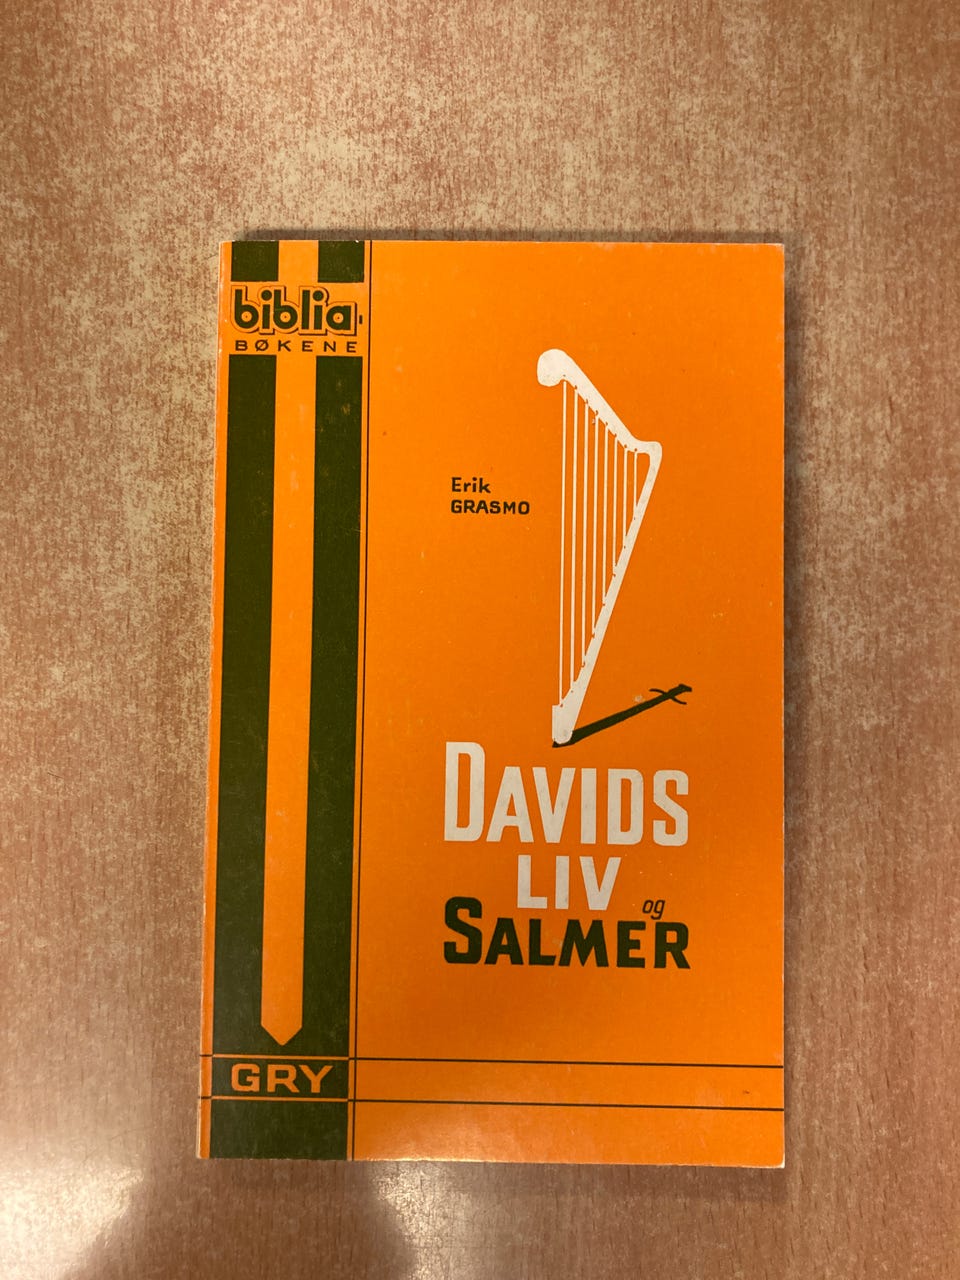 biblia-
BØKENE
Erik
GRASMO
DAVIDS
LIV
og
SALMER
GRY